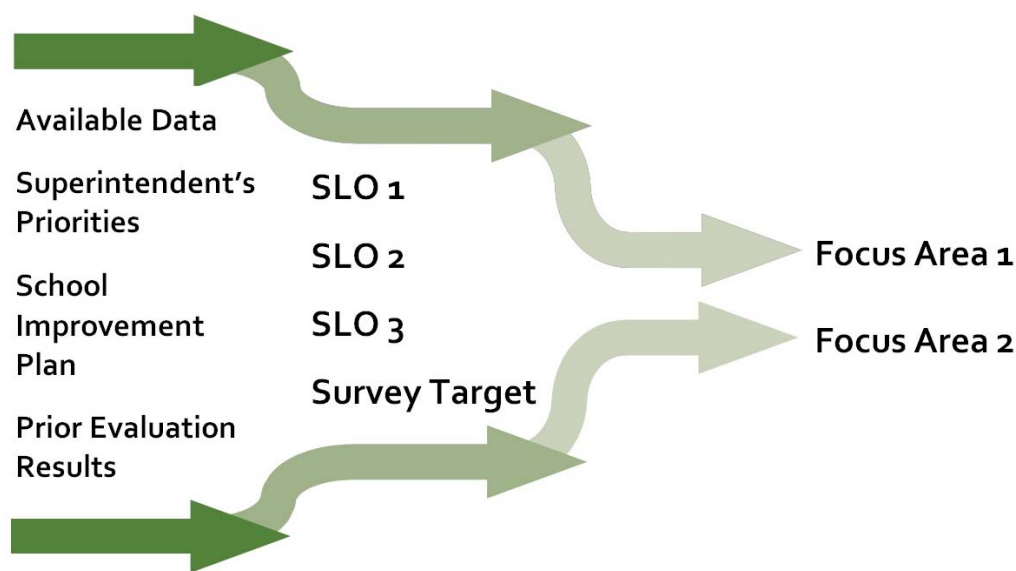 Available Data
Superintendent's
Priorities
School
Improvement
Plan
Prior Evaluation
Results
SLO 1
SLO 2
SLO 3
Survey Target
Focus Area 1
Focus Area 2